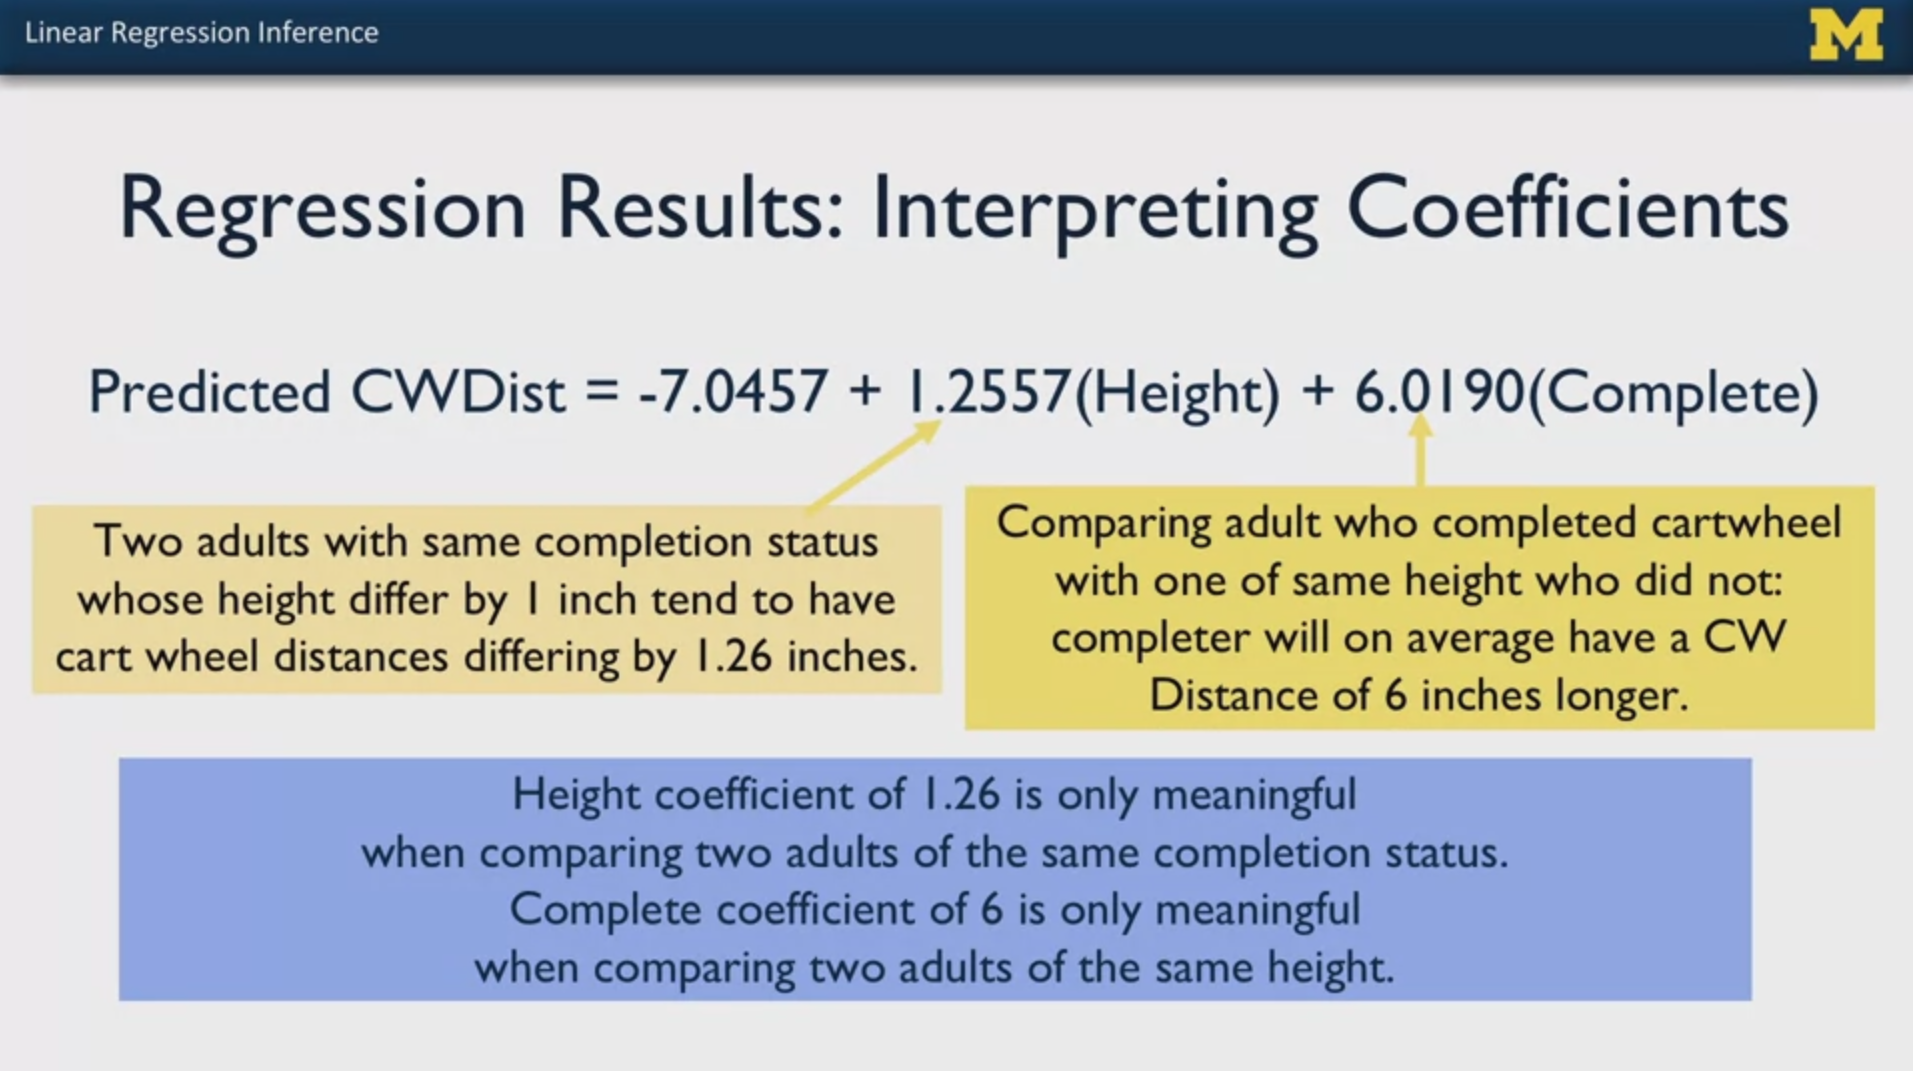 Linear Regression Inference
M
Regression Results: Interpreting Coefficients
Predicted CWDist = -7.0457 + 1.2557(Height) + 6.0190(Complete)
Two adults with same completion status
whose height differ by 1 inch tend to have
cart wheel distances differing by 1.26 inches.
Comparing adult who completed cartwheel
with one of same height who did not:
completer will on average have a CW
Distance of 6 inches longer.
Height coefficient of 1.26 is only meaningful
when comparing two adults of the same completion status.
Complete coefficient of 6 is only meaningful
when comparing two adults of the same height.